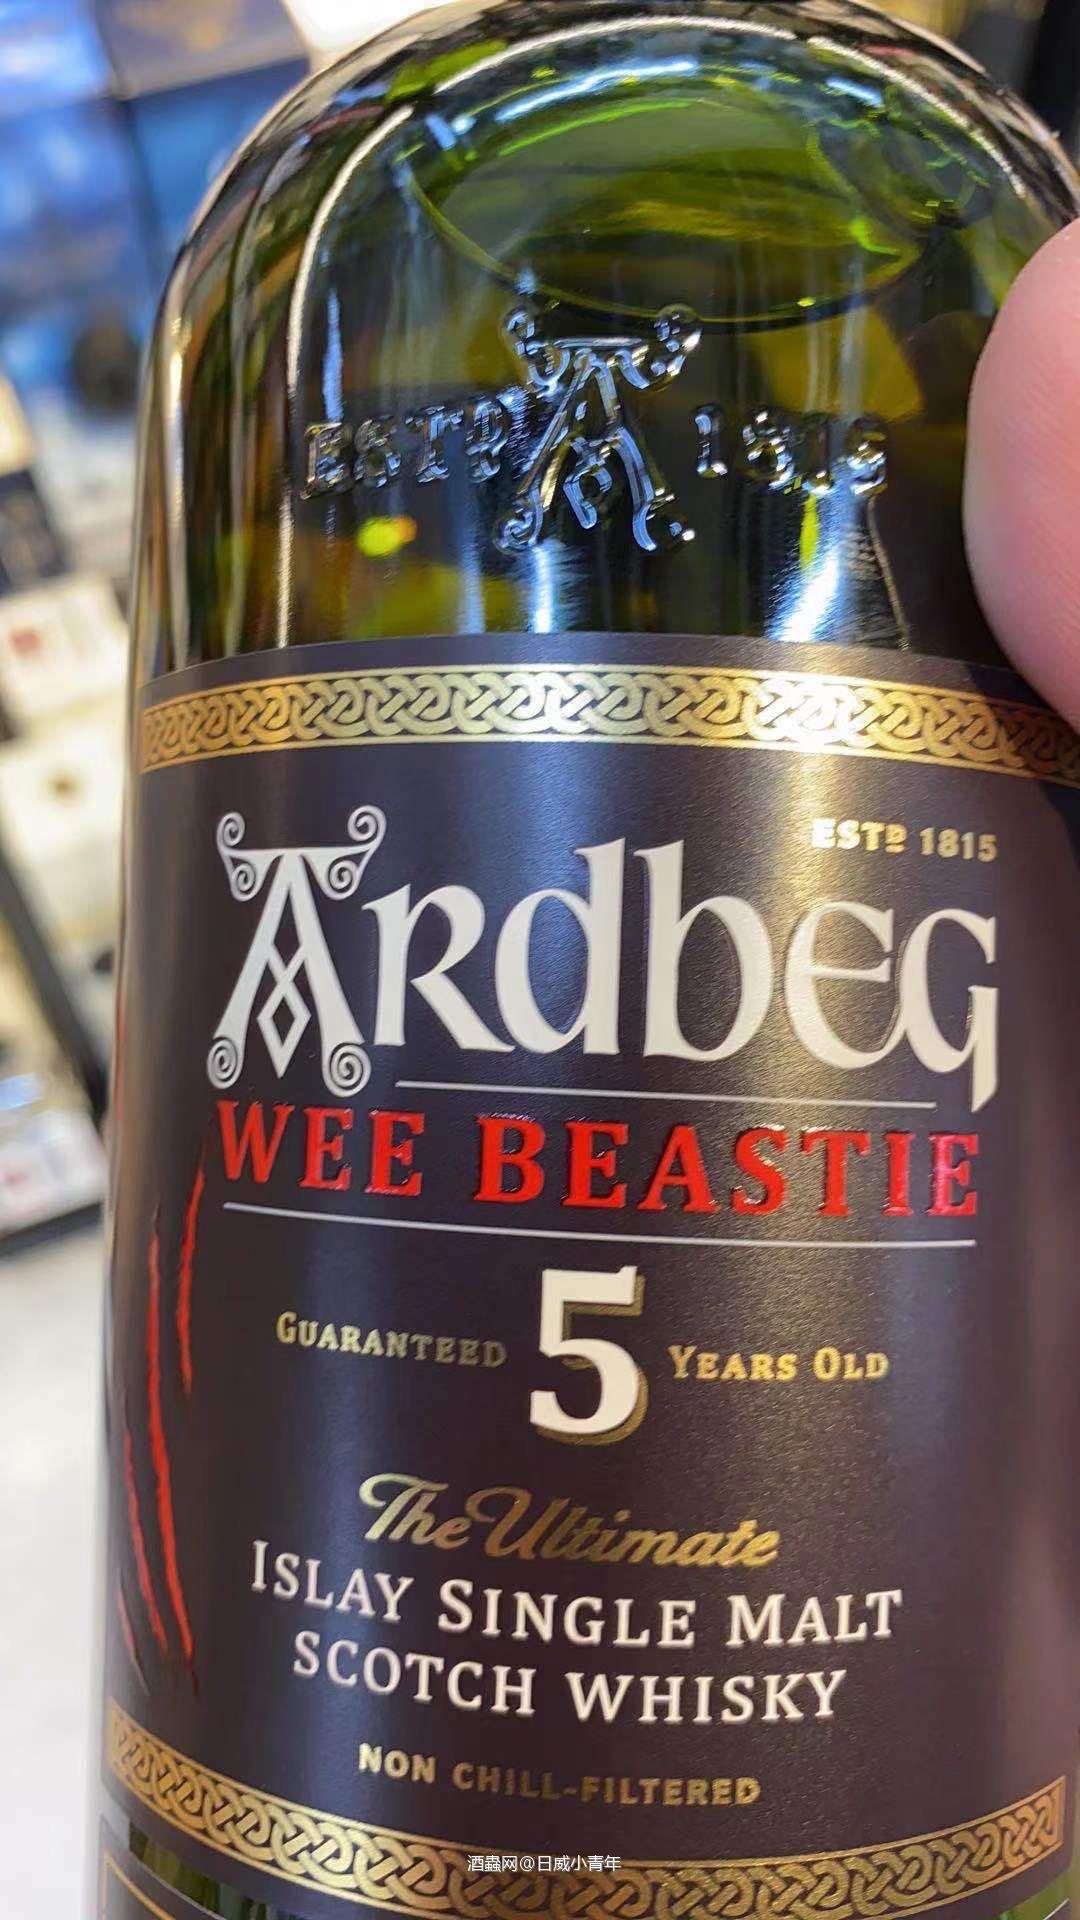 ESTD 1815
ESTD 1815
Ardbeg
WEE BEASTIE
GUARANTEED 5 YEARS OLD
The Ultimate
ISLAY SINGLE MALT
SCOTCH WHISKY
NON CHILL-FILTERED
酒蟲网@日威小青年